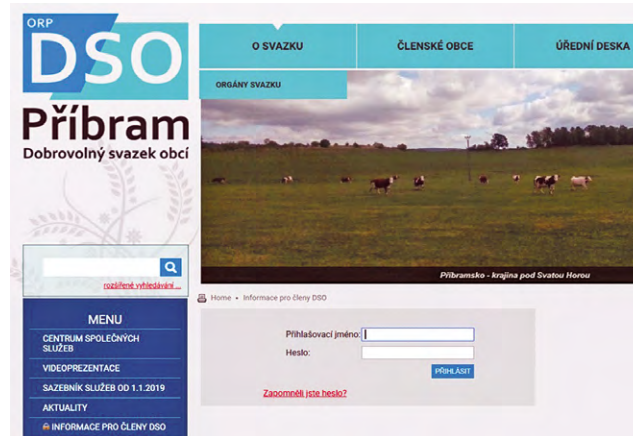 ORP
DSO
Příbram
Dobrovolný svazek obcí
O SVAZKU
ČLENSKÉ OBCE
ÚŘEDNÍ DESKA
ORGÁNY SVAZKU
Příbramsko - krajina pod Svatou Horou
rozšířené vyhledávání ...
Home • Informace pro členy DSO
MENU
CENTRUM SPOLEČNÝCH
SLUŽEB
VIDEOPREZENTACE
SAZEBNÍK SLUŽEB OD 1.1.2019
AKTUALITY
INFORMACE PRO ČLENY DSO
Přihlašovací jméno:
Heslo:
PŘIHLÁSIT
Zapomněli jste heslo?